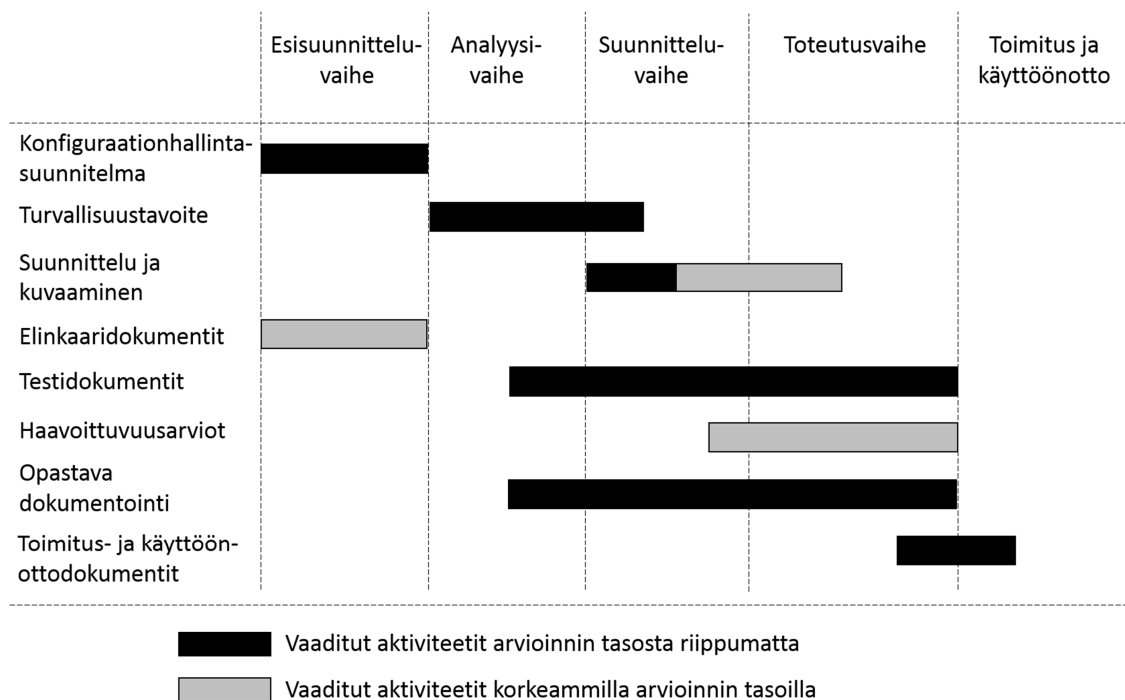 Esisuunnittelu-
vaihe
Analyysi-
vaihe
Suunnittelu-
vaihe
Toteutusvaihe
Toimitus ja
käyttöönotto
Konfiguraationhallinta-
suunnitelma
Turvallisuustavoite
Suunnittelu ja
kuvaaminen
Elinkaaridokumentit
Testidokumentit
Haavoittuvuusarviot
Opastava
dokumentointi
Toimitus- ja käyttöön-
ottodokumentit
Vaaditut aktiviteetit arvioinnin tasosta riippumatta
Vaaditut aktiviteetit korkeammilla arvioinnin tasoilla